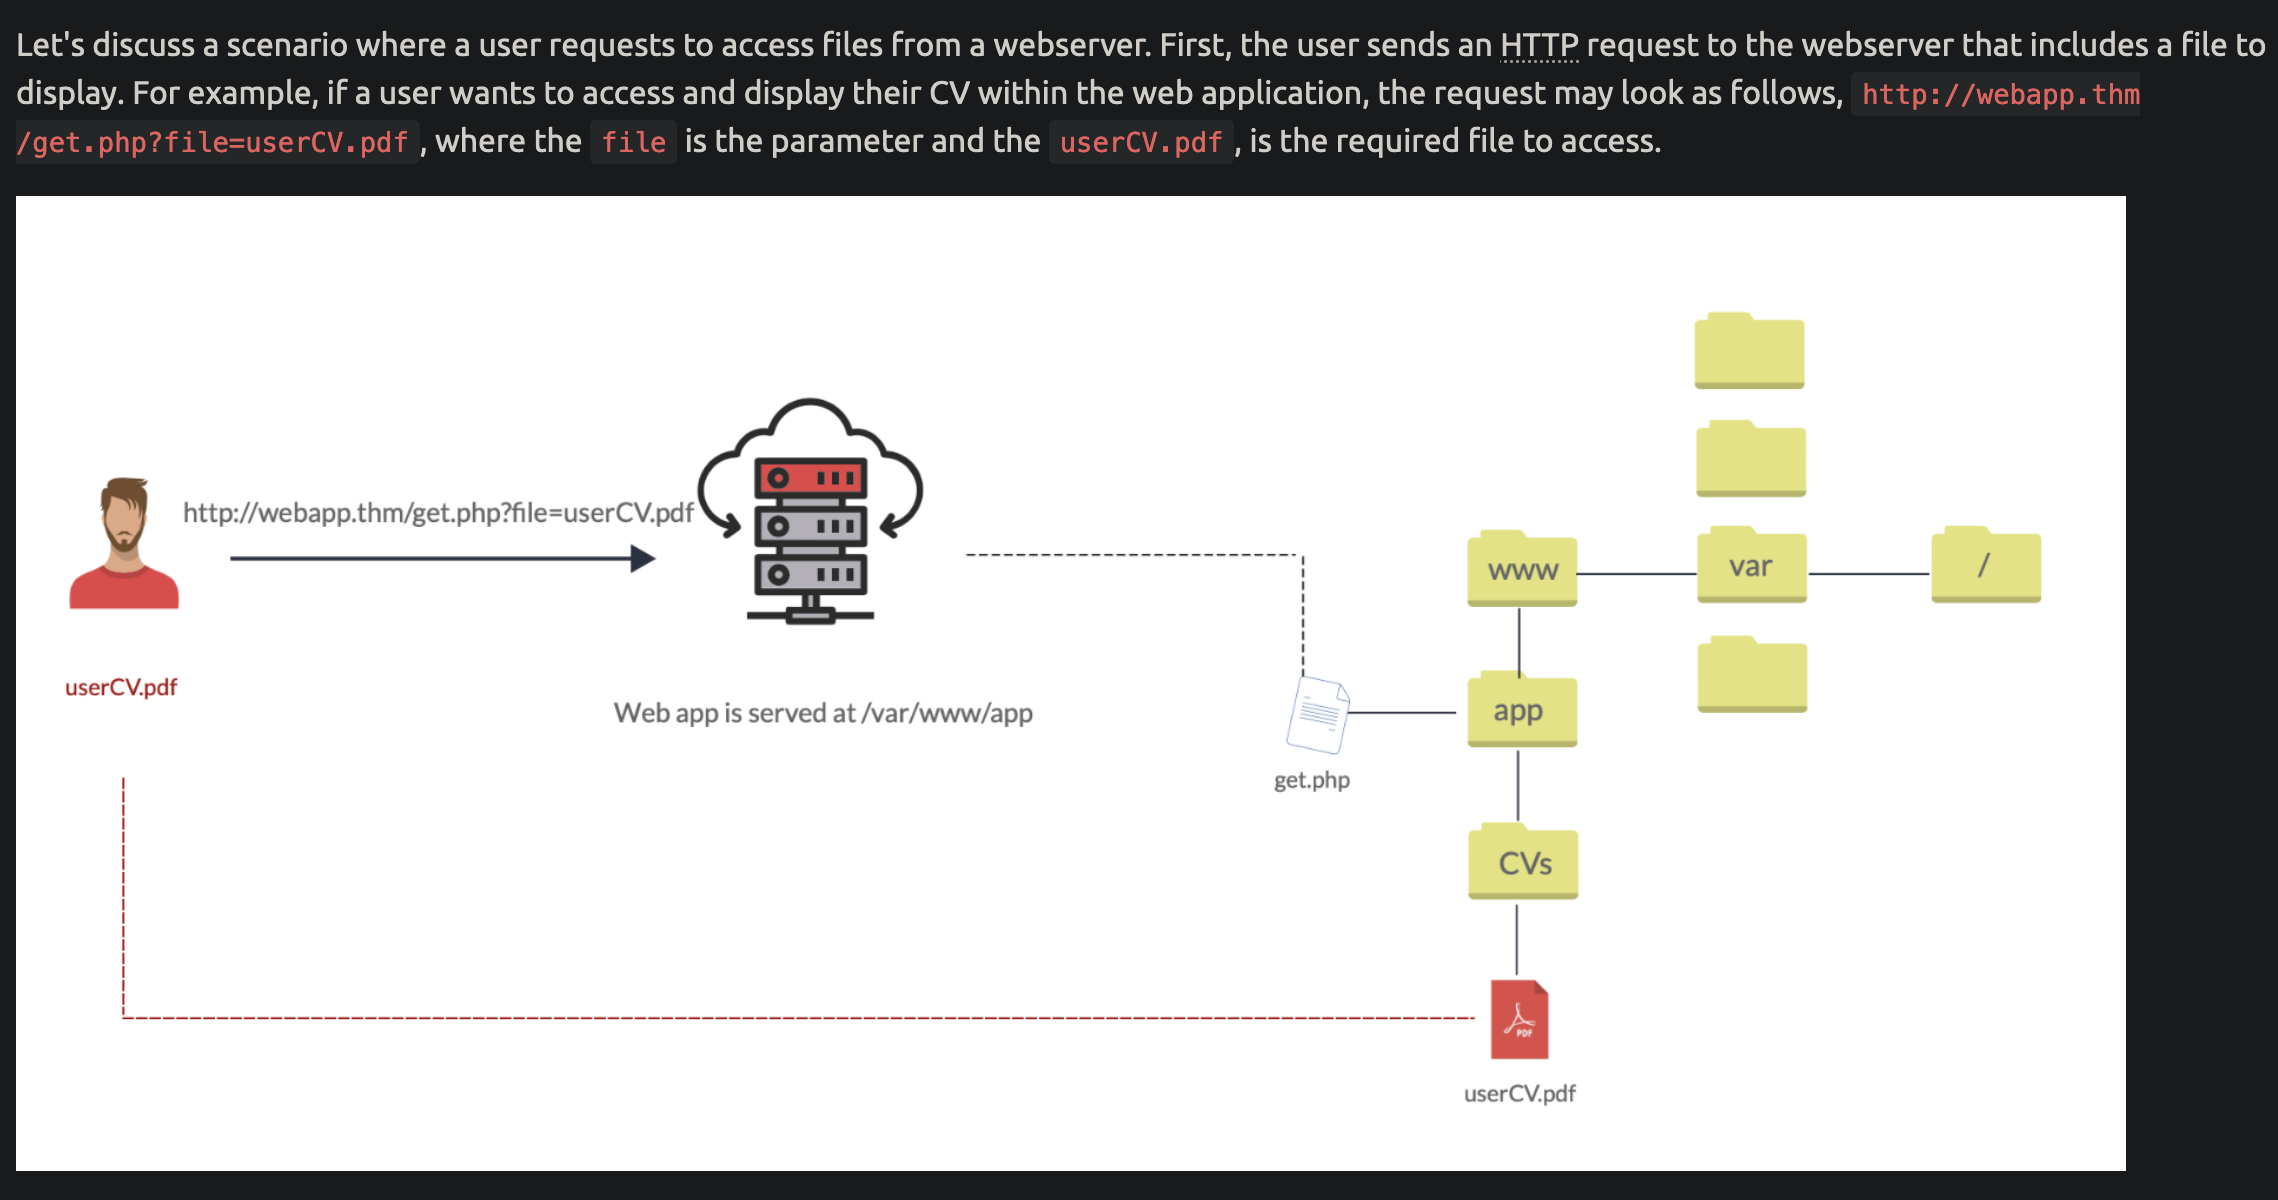 Let's discuss a scenario where a user requests to access files from a webserver. First, the user sends an HTTP request to the webserver that includes a file to
display. For example, if a user wants to access and display their CV within the web application, the request may look as follows, http://webapp.thm
/get.php?file=userCV.pdf , where the file is the parameter and the userCV.pdf , is the required file to access.
http://webapp.thm/get.php?file=userCV.pdf
www
var
/
userCV.pdf
Web app is served at /var/www/app
app
get.php
CVs
PDF
userCV.pdf